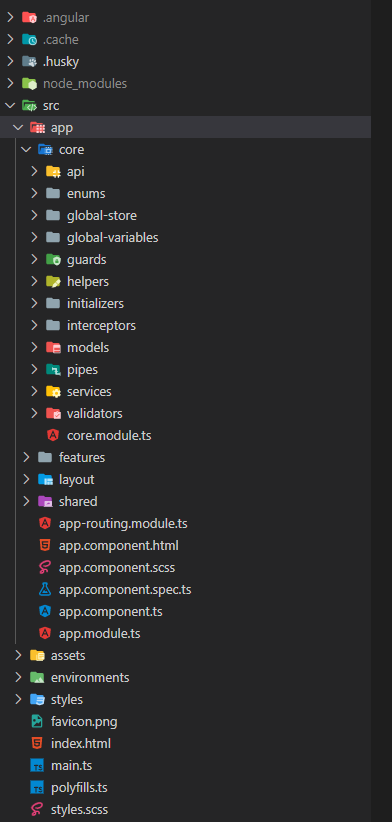 .angular
.cache
.husky
node_modules
src
app
core
api
enums
global-store
global-variables
guards
helpers
initializers
interceptors
models
pipes
services
validators
core.module.ts
features
layout
shared
app-routing.module.ts
app.component.html
app.component.scss
app.component.spec.ts
app.component.ts
app.module.ts
assets
environments
styles
favicon.png
index.html
main.ts
polyfills.ts
styles.scss